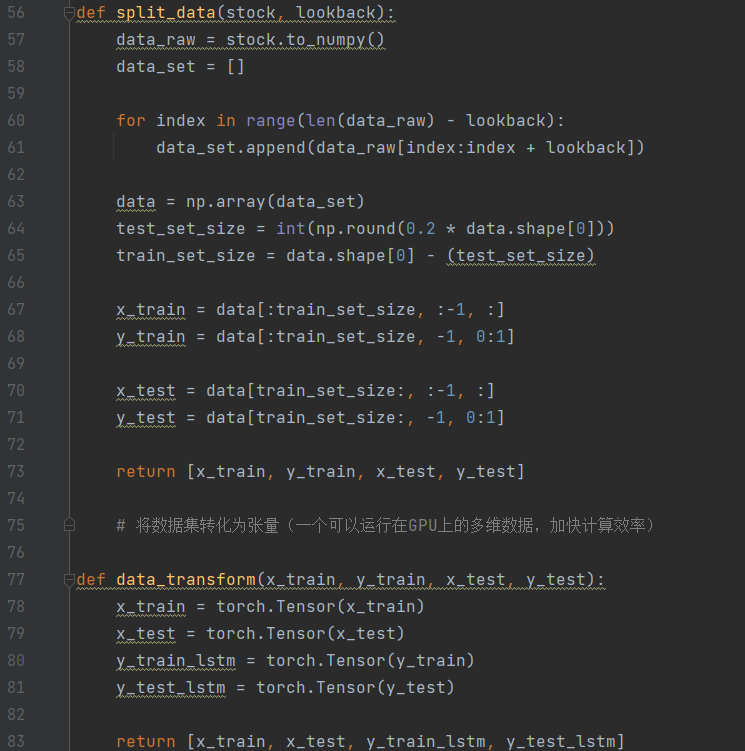 56 def split_data(stock, lookback):
57     data_raw = stock.to_numpy()
58     data_set = []
59
60     for index in range(len(data_raw) - lookback):
61         data_set.append(data_raw[index:index + lookback])
62
63     data = np.array(data_set)
64     test_set_size = int(np.round(0.2 * data.shape[0]))
65     train_set_size = data.shape[0] - (test_set_size)
66
67     x_train = data[:train_set_size, :-1, :]
68     y_train = data[:train_set_size, -1, 0:1]
69
70     x_test = data[train_set_size:, :-1, :]
71     y_test = data[train_set_size:, -1, 0:1]
72
73     return [x_train, y_train, x_test, y_test]
74
75     # 将数据集转化为张量（一个可以运行在GPU上的多维数据，加快计算效率）
76
77 def data_transform(x_train, y_train, x_test, y_test):
78     x_train = torch.Tensor(x_train)
79     x_test = torch.Tensor(x_test)
80     y_train_lstm = torch.Tensor(y_train)
81     y_test_lstm = torch.Tensor(y_test)
82
83     return [x_train, x_test, y_train_lstm, y_test_lstm]